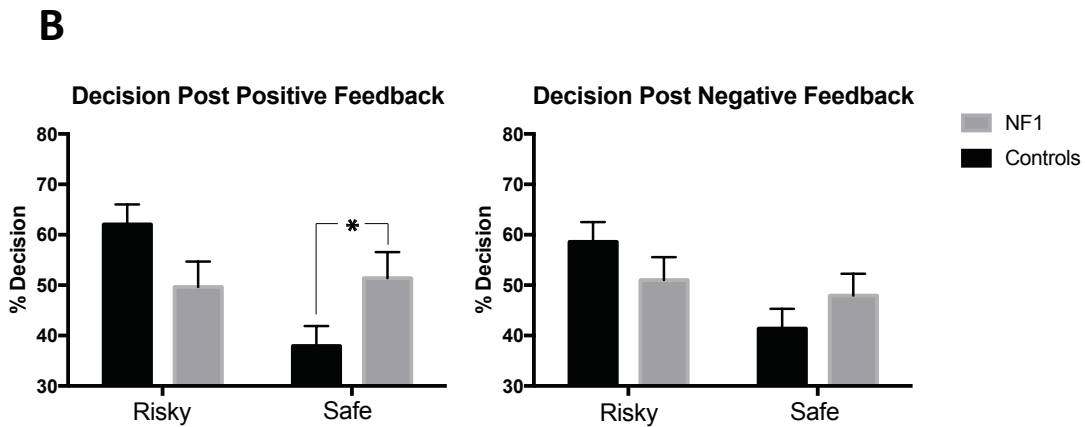 B
Decision Post Positive Feedback
% Decision
80
70
60
50
40
30
*
Risky
Safe
Decision Post Negative Feedback
% Decision
80
70
60
50
40
30
Risky
Safe
NF1
Controls